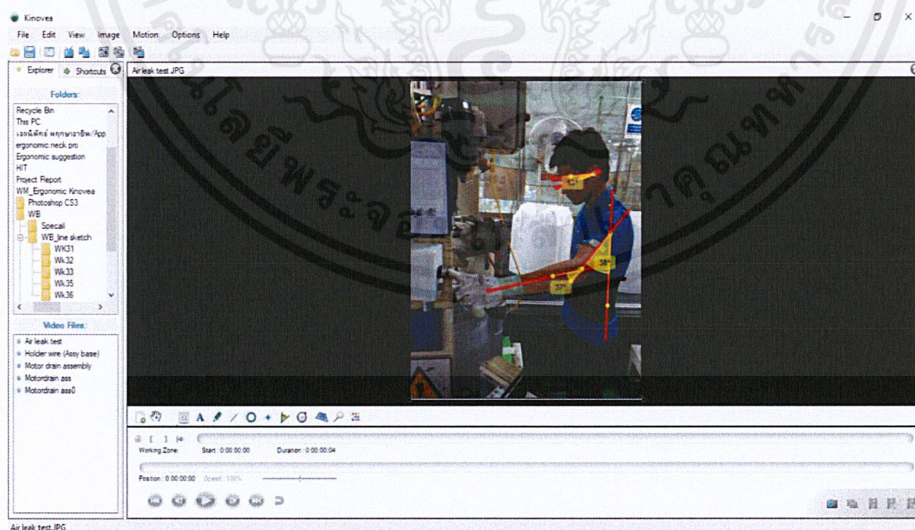 Kinovea
File Edit View Image Motion Options Help
Explorer Shortcuts Air leak test JPG
Folders:
Recycle Bin
This PC
ergonomic neck pro
Ergonomic suggestion
HIT
Project Report
WM_Ergonomic Kinovea
Photoshop CS3
WB
Specail
WB_line sketch
WK31
Wk32
Wk33
Wk35
Wk36
Video Files:
Air leak test
Holder wire (Assy base)
Motor drain assembly
Motordrain ass
38°
37°
Working Zone: Start : 0:00:00:00 Duration : 0:00:00:04
Position : 0:00:00:00 Speed : 100%
Air leak test.JPG